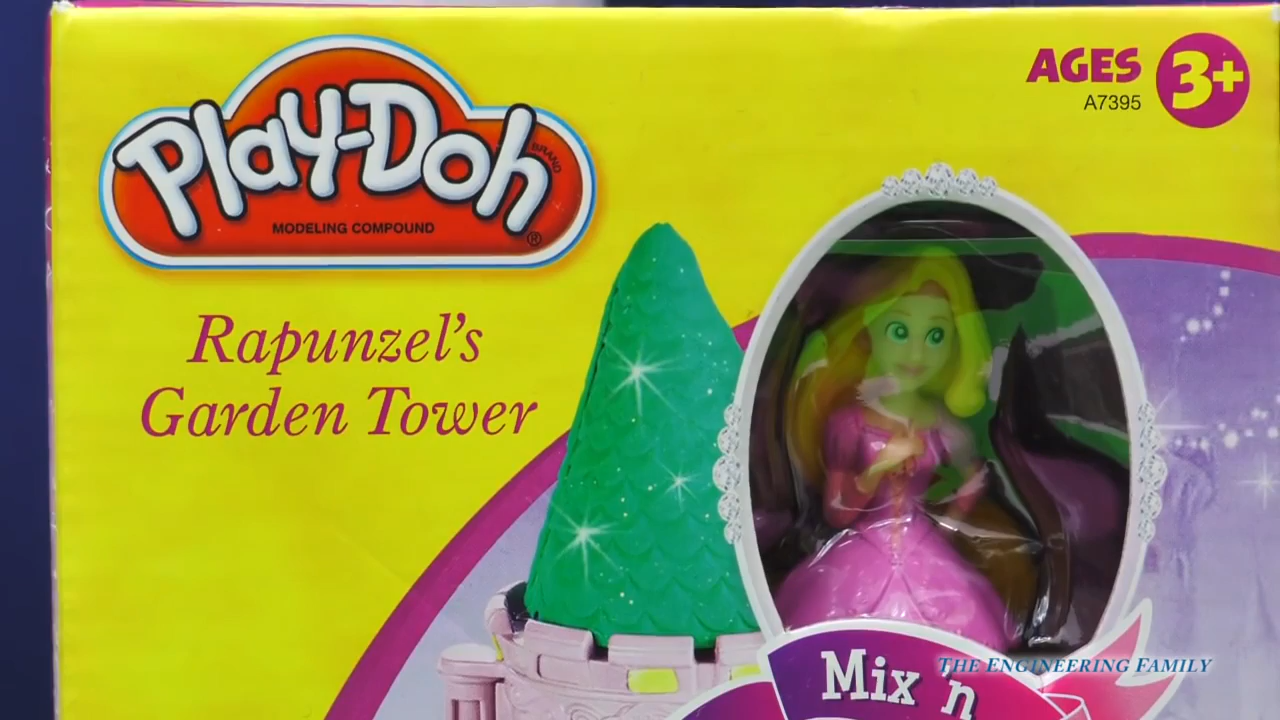 AGES 3+
A7395
Play-Doh
BRAND
MODELING COMPOUND
®
Rapunzel's
Garden Tower
Mix 'n
THE ENGINEERING FAMILY